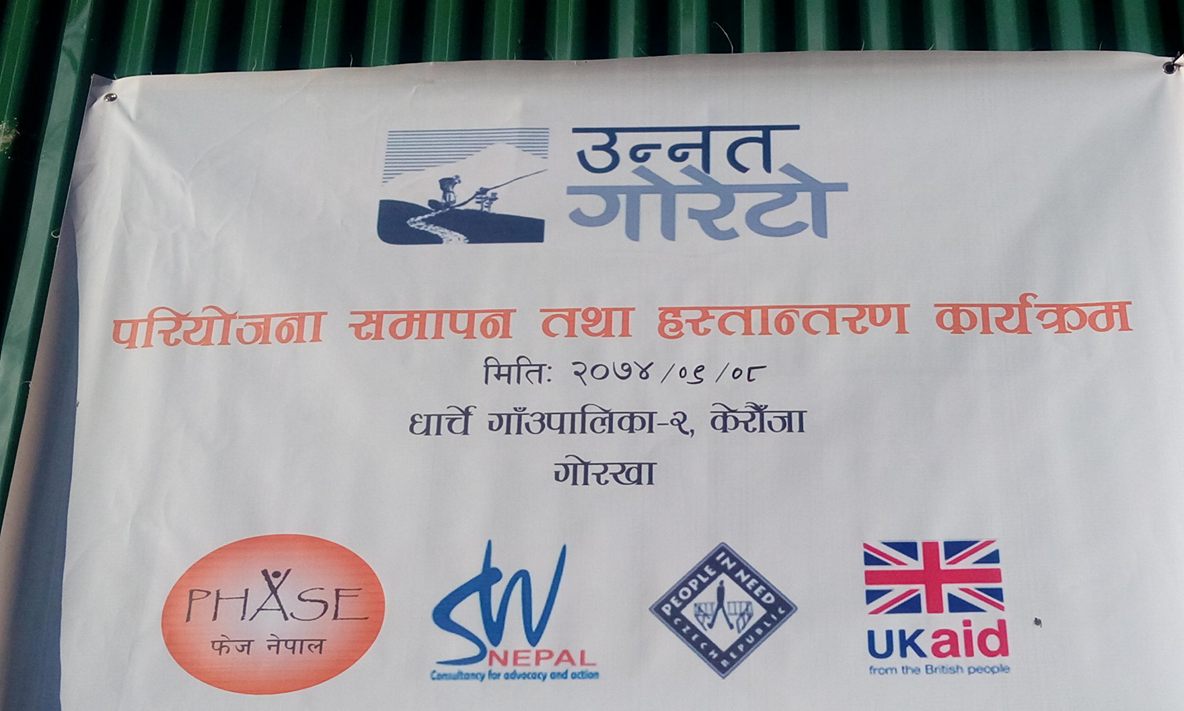 उन्नत
गोरेटो
परियोजना समापन तथा हस्तान्तरण कार्यक्रम
मिति: २०७४/०९/०८
धार्चे गाँउपालिका-२, केरौंजा
गोरखा
PHASE
फेज नेपाल
SW
NEPAL
Consultancy for advocacy and action
PEOPLE IN NEED
CZECH REPUBLIC
UKaid
from the British people